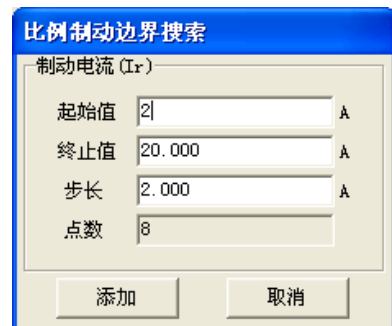 比例制动边界搜索
制动电流(Ir)
起始值 2 A
终止值 20.000 A
步长 2.000 A
点数 8
添加 取消